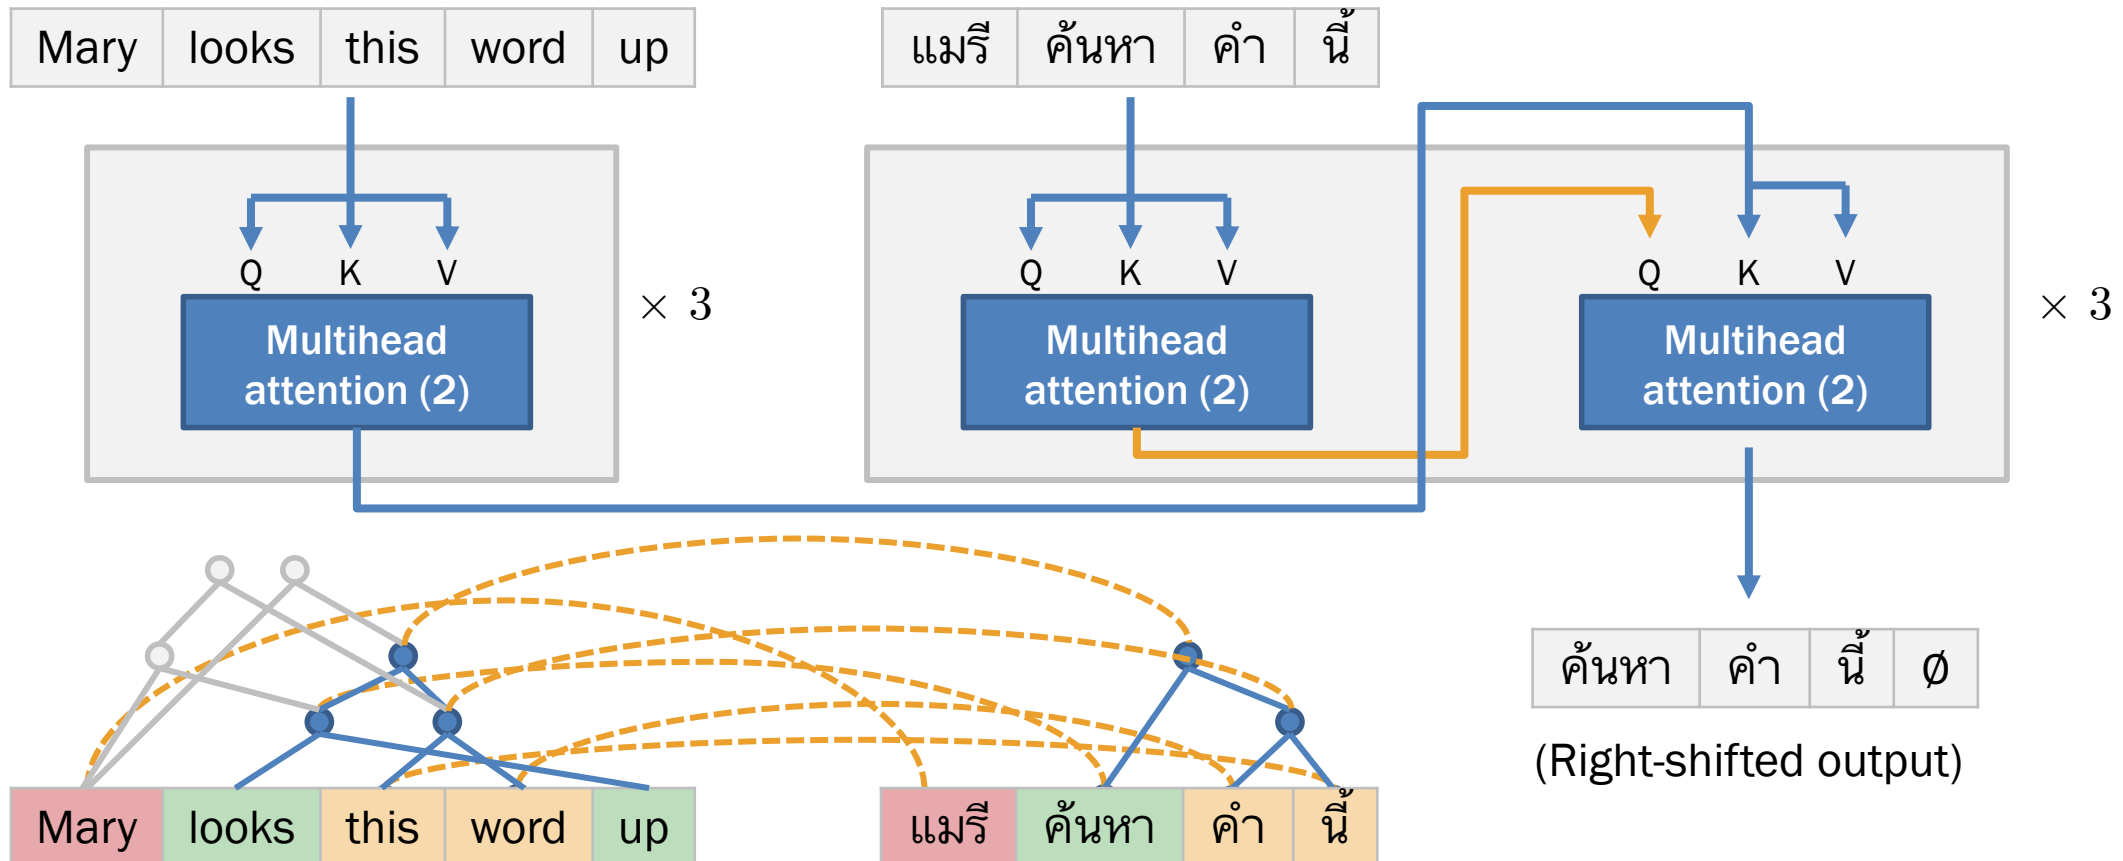 Mary looks this word up
แมรี ค้นหา คำ นี้
Q K V
Q K V
Q K V
Multihead
attention (2)
× 3
Multihead
attention (2)
Multihead
attention (2)
× 3
ค้นหา คำ นี้ ∅
(Right-shifted output)
Mary looks this word up
แมรี ค้นหา คำ นี้